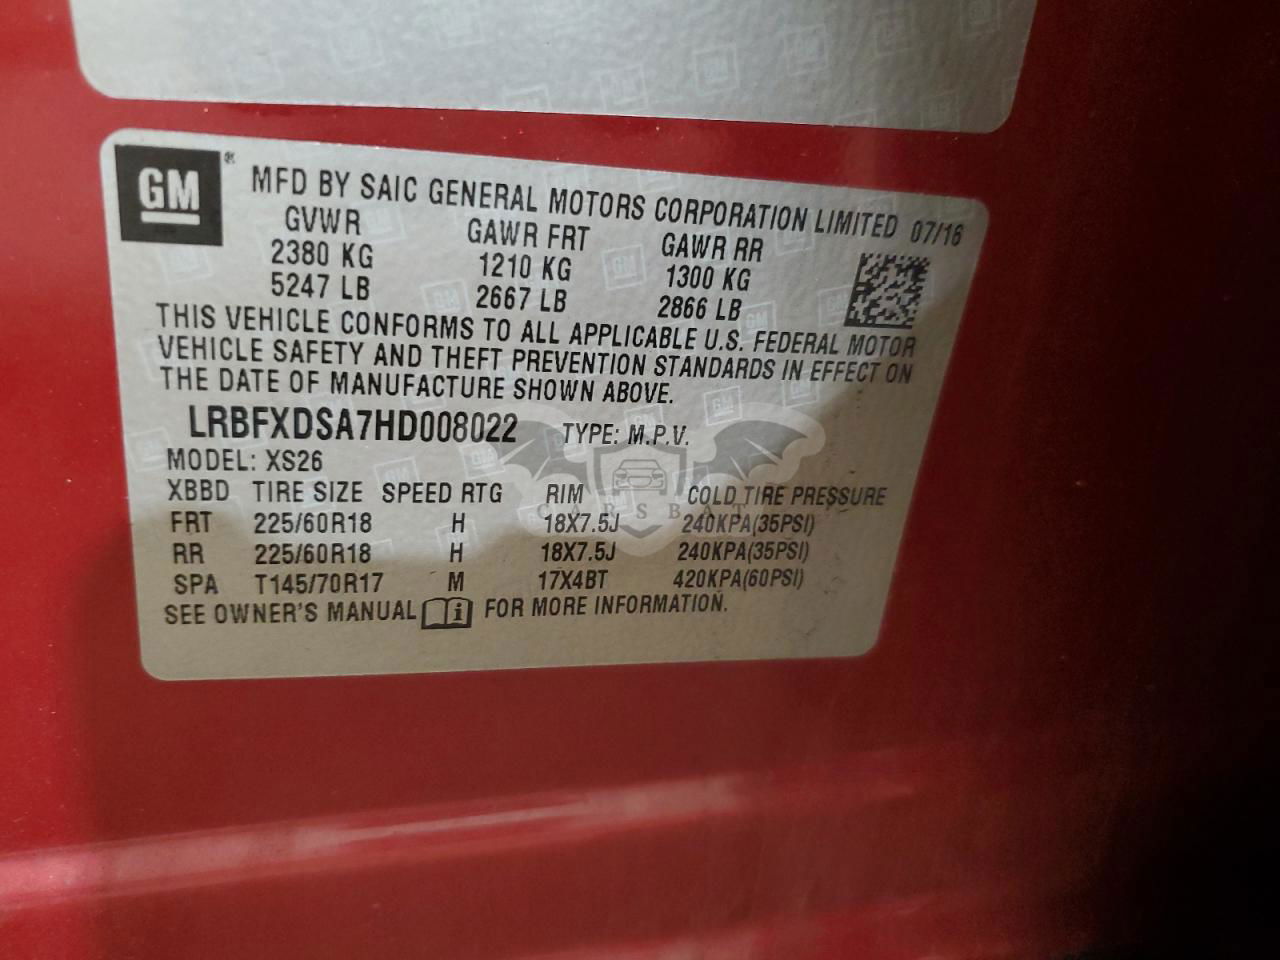 GM® MFD BY SAIC GENERAL MOTORS CORPORATION LIMITED 07/16
GVWR GAWR FRT GAWR RR
2380 KG 1210 KG 1300 KG
5247 LB 2667 LB 2866 LB
THIS VEHICLE CONFORMS TO ALL APPLICABLE U.S. FEDERAL MOTOR
VEHICLE SAFETY AND THEFT PREVENTION STANDARDS IN EFFECT ON
THE DATE OF MANUFACTURE SHOWN ABOVE.
LRBFXDSA7HD008022 TYPE: M.P.V.
MODEL: XS26
XBBD TIRE SIZE SPEED RTG RIM COLD TIRE PRESSURE
FRT 225/60R18 H 18X7.5J 240KPA(35PSI)
RR 225/60R18 H 18X7.5J 240KPA(35PSI)
SPA T145/70R17 M 17X4BT 420KPA(60PSI)
SEE OWNER'S MANUAL i FOR MORE INFORMATION.
CARSBAT